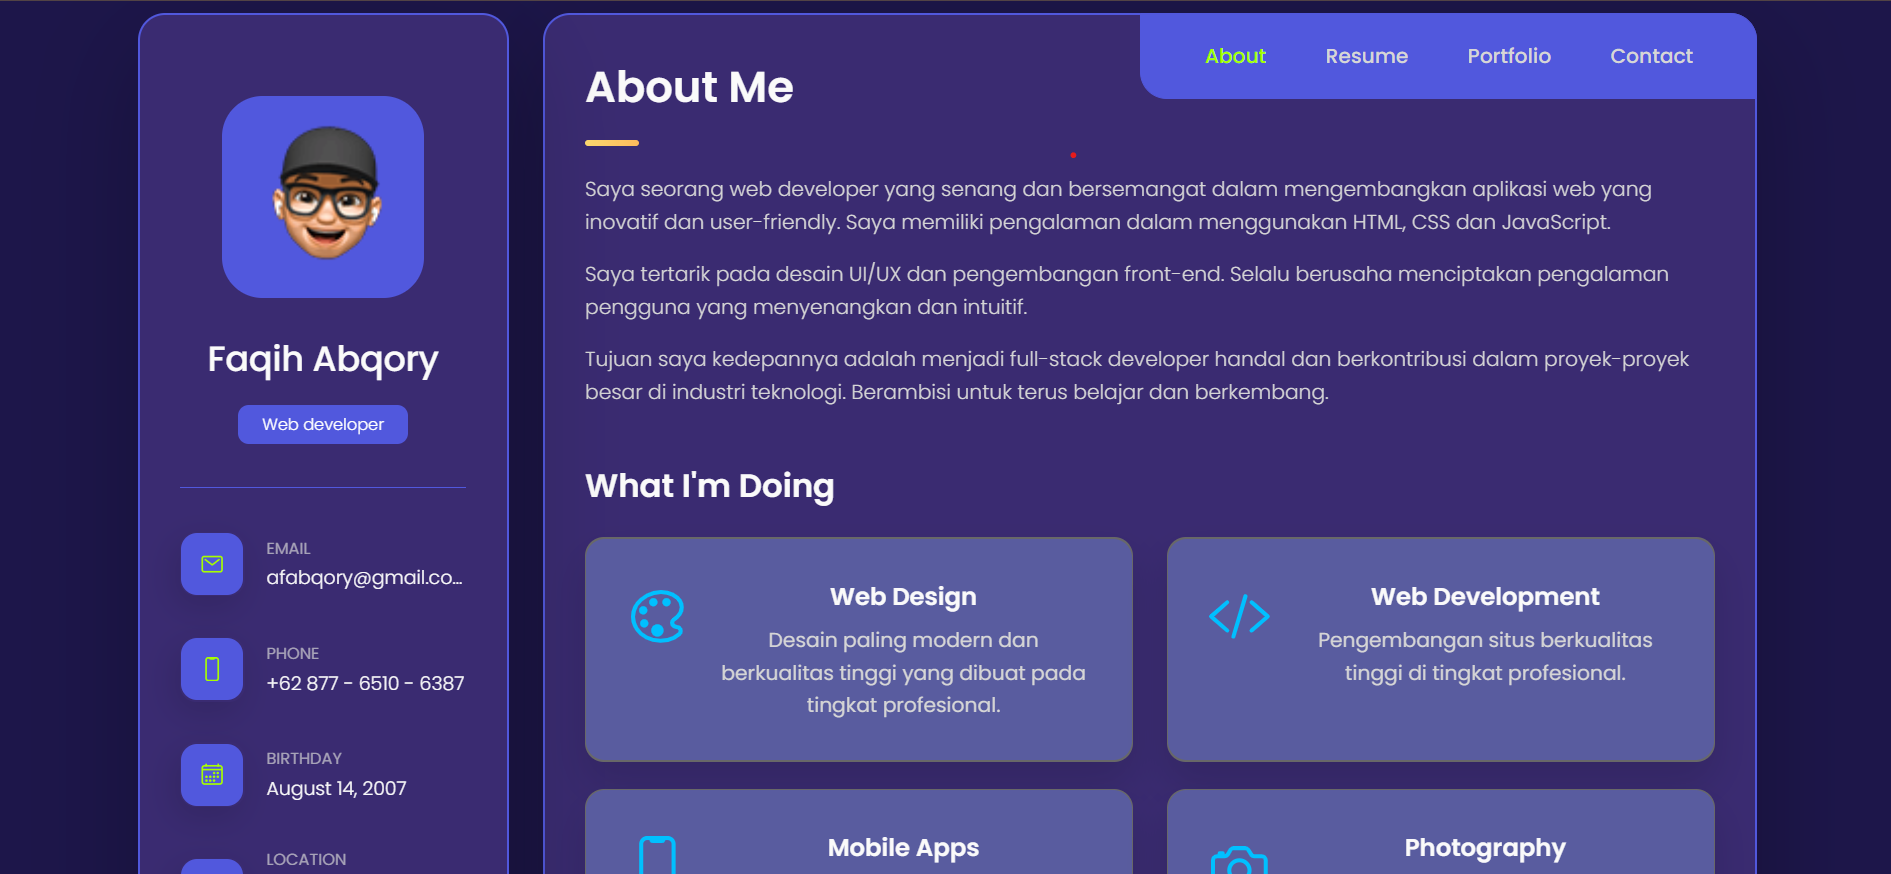 Faqih Abqory
Web developer
EMAIL
afabqory@gmail.co...
PHONE
+62 877 - 6510 - 6387
BIRTHDAY
August 14, 2007
LOCATION
About
Resume
Portfolio
Contact
About Me
Saya seorang web developer yang senang dan bersemangat dalam mengembangkan aplikasi web yang
inovatif dan user-friendly. Saya memiliki pengalaman dalam menggunakan HTML, CSS dan JavaScript.
Saya tertarik pada desain UI/UX dan pengembangan front-end. Selalu berusaha menciptakan pengalaman
pengguna yang menyenangkan dan intuitif.
Tujuan saya kedepannya adalah menjadi full-stack developer handal dan berkontribusi dalam proyek-proyek
besar di industri teknologi. Berambisi untuk terus belajar dan berkembang.
What I'm Doing
Web Design
Desain paling modern dan
berkualitas tinggi yang dibuat pada
tingkat profesional.
Web Development
Pengembangan situs berkualitas
tinggi di tingkat profesional.
Mobile Apps
Photography